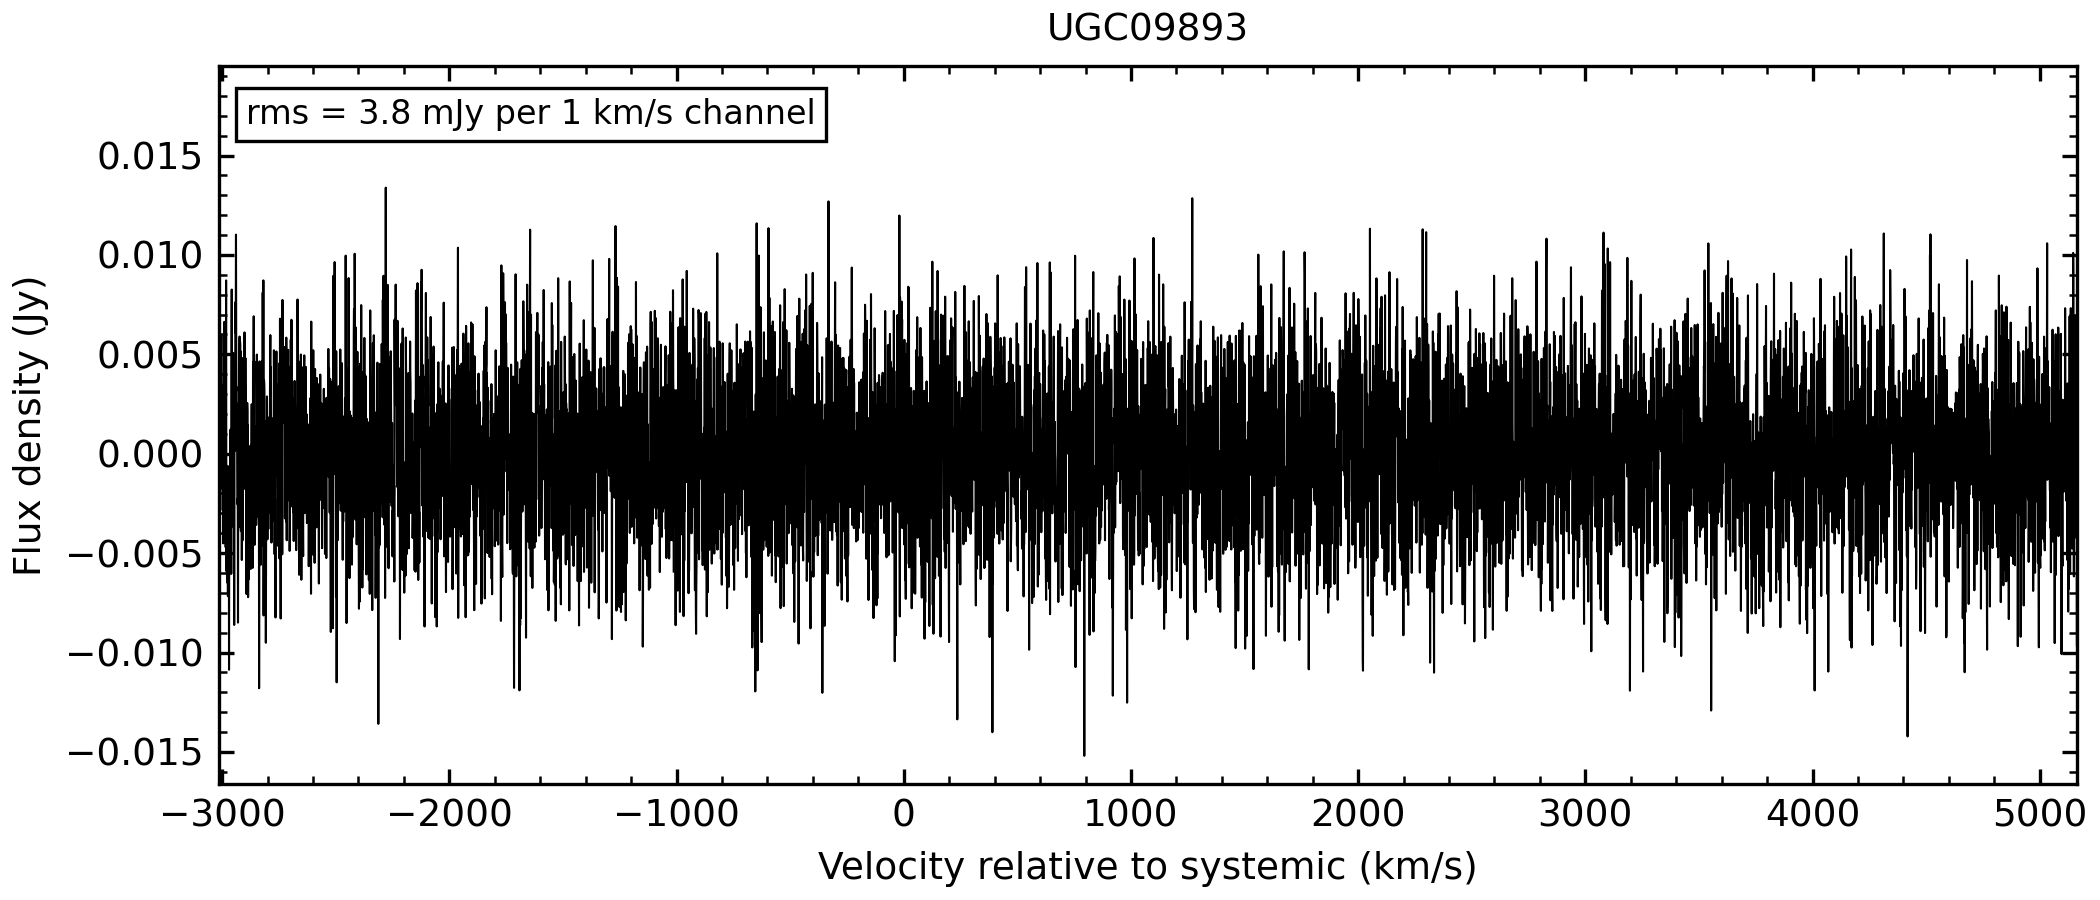 UGC09893
rms = 3.8 mJy per 1 km/s channel
0.015
0.010
0.005
0.000
−0.005
−0.010
−0.015
Flux density (Jy)
−3000 −2000 −1000 0 1000 2000 3000 4000 5000
Velocity relative to systemic (km/s)